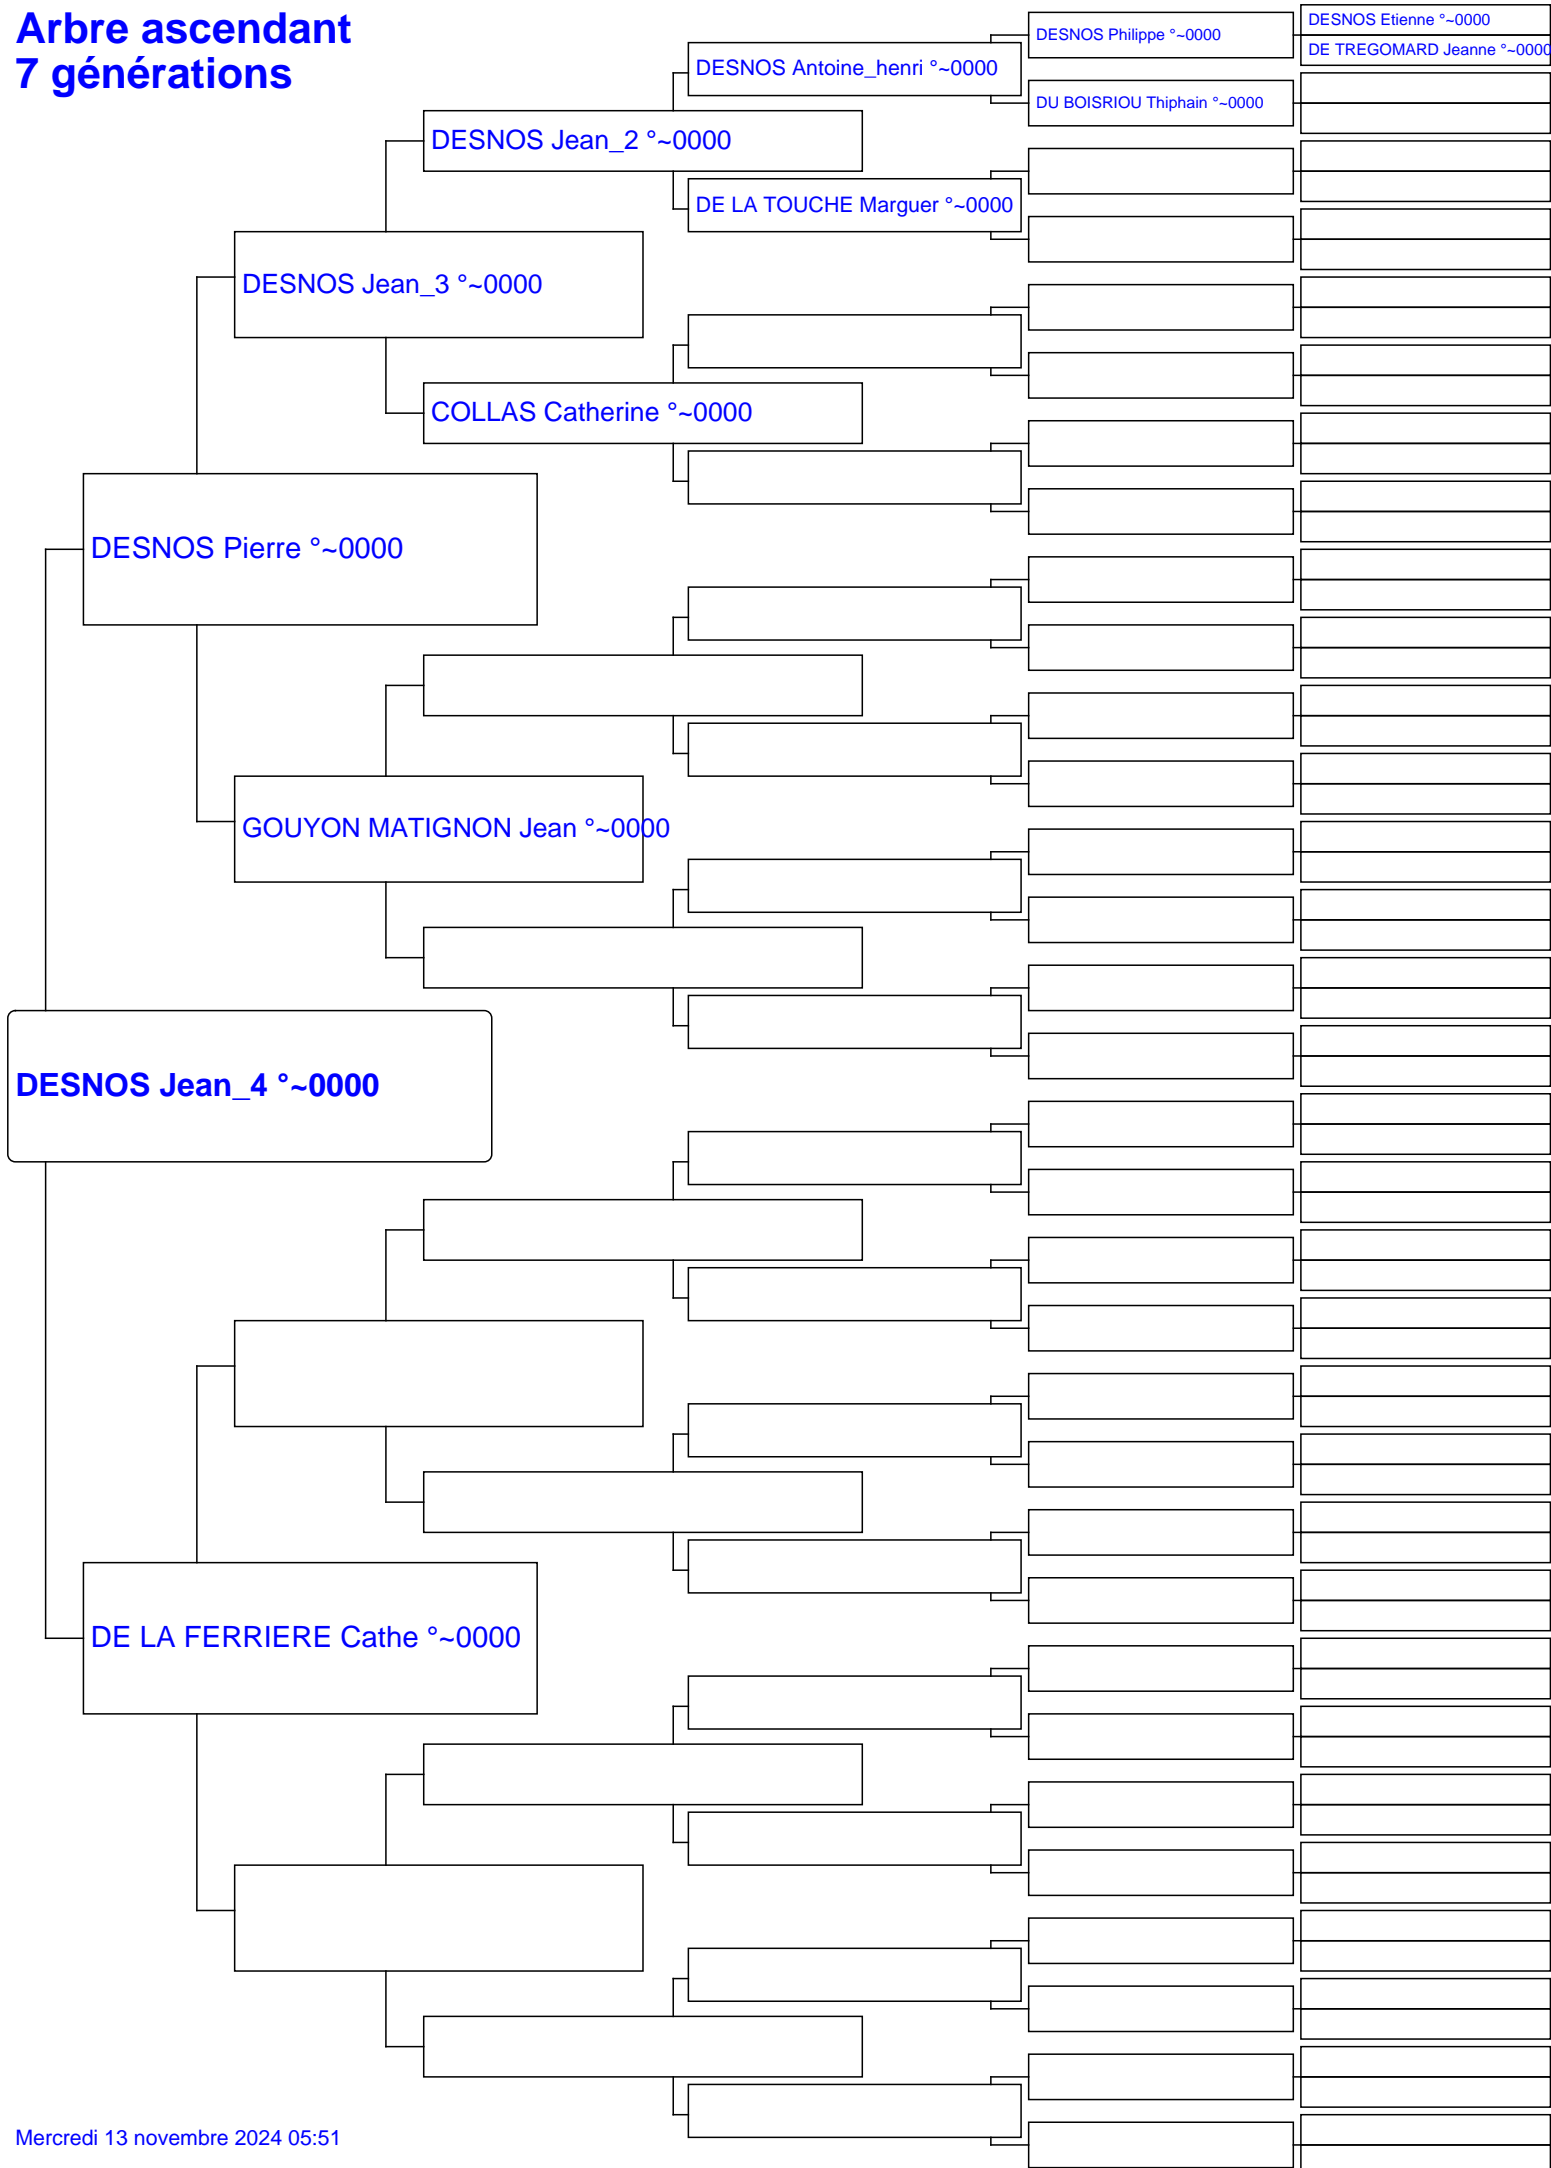 Arbre ascendant
7 générations
DESNOS Etienne °~0000
DESNOS Philippe °~0000
DE TREGOMARD Jeanne °~0000
DESNOS Antoine_henri °~0000
DU BOISRIOU Thiphain °~0000
DESNOS Jean_2 °~0000
DE LA TOUCHE Marguer °~0000
DESNOS Jean_3 °~0000
COLLAS Catherine °~0000
DESNOS Pierre °~0000
GOUYON MATIGNON Jean °~0000
DESNOS Jean_4 °~0000
DE LA FERRIERE Cathe °~0000
Mercredi 13 novembre 2024 05:51